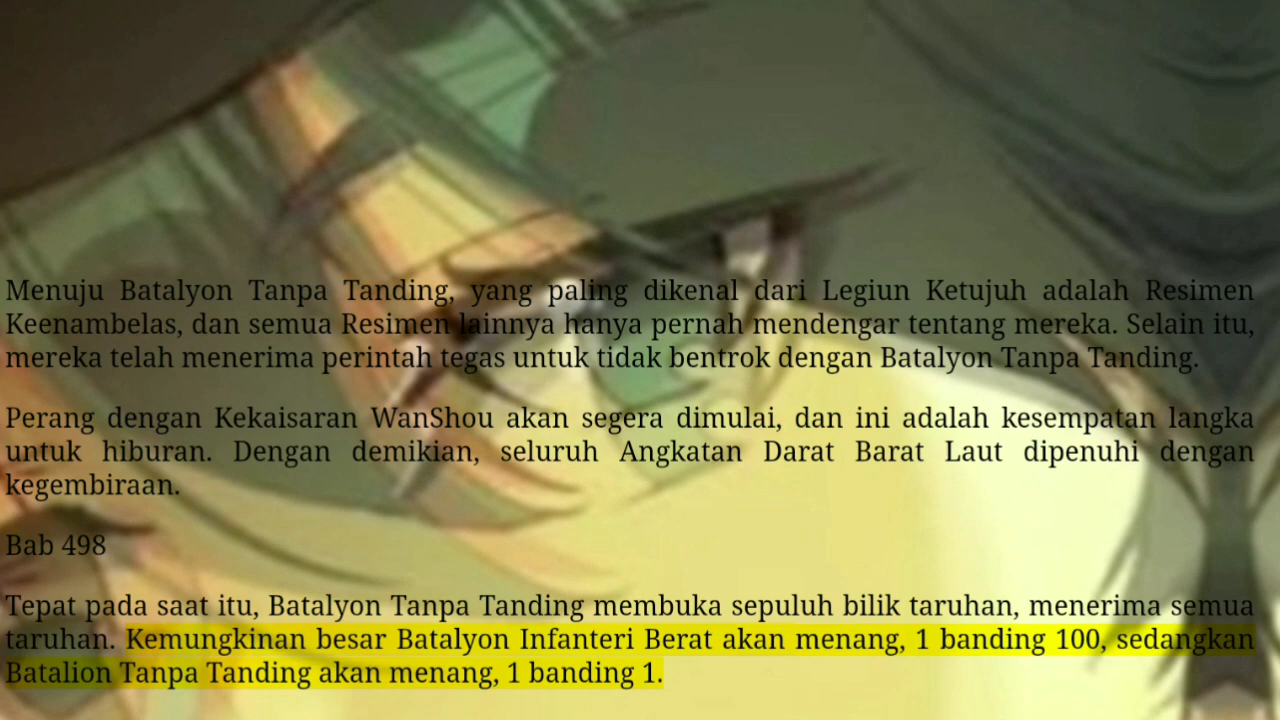 Menuju Batalyon Tanpa Tanding, yang paling dikenal dari Legiun Ketujuh adalah Resimen
Keenambelas, dan semua Resimen lainnya hanya pernah mendengar tentang mereka. Selain itu,
mereka telah menerima perintah tegas untuk tidak bentrok dengan Batalyon Tanpa Tanding.
Perang dengan Kekaisaran WanShou akan segera dimulai, dan ini adalah kesempatan langka
untuk hiburan. Dengan demikian, seluruh Angkatan Darat Barat Laut dipenuhi dengan
kegembiraan.
Bab 498
Tepat pada saat itu, Batalyon Tanpa Tanding membuka sepuluh bilik taruhan, menerima semua
taruhan. Kemungkinan besar Batalyon Infanteri Berat akan menang, 1 banding 100, sedangkan
Batalion Tanpa Tanding akan menang, 1 banding 1.